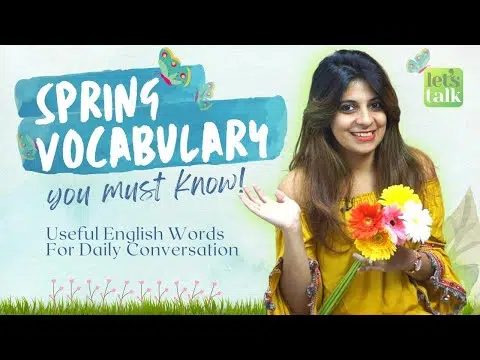 SPRING
VOCABULARY
you must know!
Useful English Words
For Daily Conversation
let's
talk